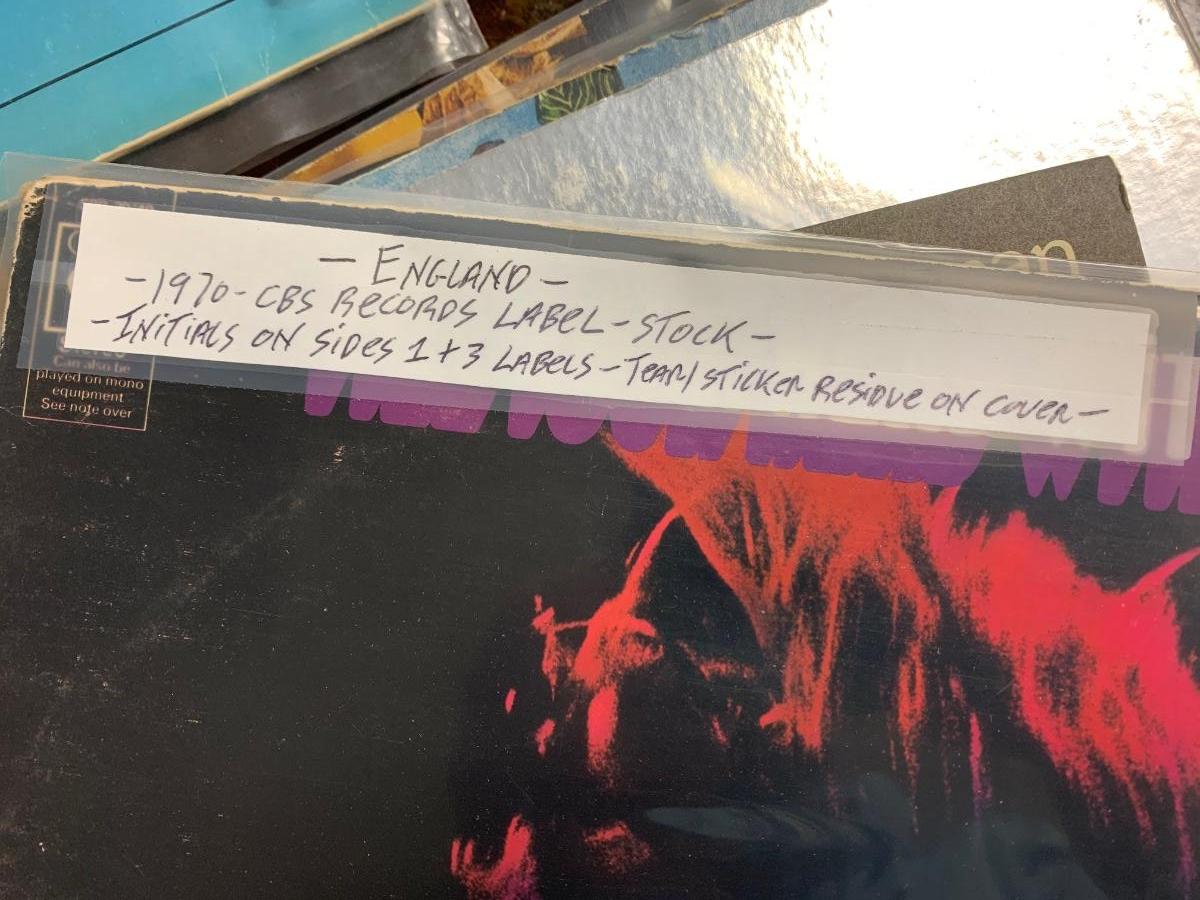 - ENGLAND -
- 1970 - CBS RECORDS LABEL - STOCK -
- INITIALS ON SIDES 1 + 3 LABELS - TEAR/STICKER RESIDUE ON COVER -
stereo
Can also be
played on mono
equipment
See note over